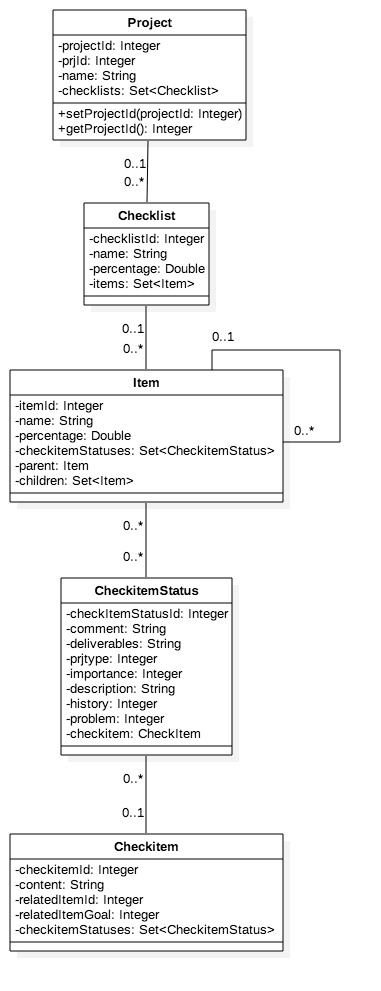 Project
-projectId: Integer
-prjId: Integer
-name: String
-checklists: Set<Checklist>
+setProjectId(projectId: Integer)
+getProjectId(): Integer
0..1
0..*
Checklist
-checklistId: Integer
-name: String
-percentage: Double
-items: Set<Item>
0..1
0..*
0..1
Item
-itemId: Integer
-name: String
-percentage: Double
-checkitemStatuses: Set<CheckitemStatus>
-parent: Item
-children: Set<Item>
0..*
0..*
0..*
CheckitemStatus
-checkItemStatusId: Integer
-comment: String
-deliverables: String
-prjtype: Integer
-importance: Integer
-description: String
-history: Integer
-problem: Integer
-checkitem: CheckItem
0..*
0..1
Checkitem
-checkitemId: Integer
-content: String
-relatedItemId: Integer
-relatedItemGoal: Integer
-checkitemStatuses: Set<CheckitemStatus>